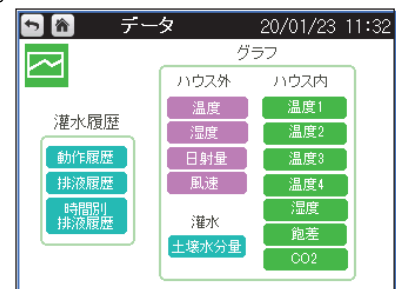 データ 20/01/23 11:32
グラフ
灌水履歴
動作履歴
排液履歴
時間別
排液履歴
ハウス外
温度
湿度
日射量
風速
灌水
土壌水分量
ハウス内
温度1
温度2
温度3
温度4
湿度
飽差
CO2